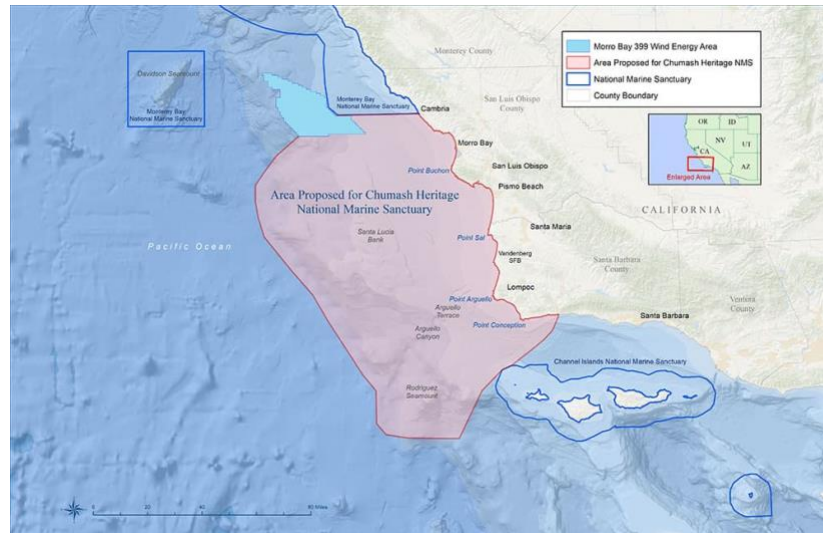 Morro Bay 399 Wind Energy Area
Area Proposed for Chumash Heritage NMS
National Marine Sanctuary
County Boundary
OR
ID
NV
UT
CA
AZ
Enlarged Area
Monterey County
Davidson Seamount
Monterey Bay
National Marine Sanctuary
Monterey Bay
National Marine Sanctuary
Cambria
San Luis Obispo
County
Morro Bay
Point Buchon
San Luis Obispo
Pismo Beach
Area Proposed for Chumash Heritage
National Marine Sanctuary
CALIFORNIA
Santa Lucia
Bank
Point Sal
Santa Maria
Pacific Ocean
Vandenberg
SFB
Santa Barbara
County
Lompoc
Point Arguello
Arguello
Terrace
Ventura
County
Santa Barbara
Point Conception
Arguello
Canyon
Channel Islands National Marine Sanctuary
Rodriguez
Seamount
0
20
40
80 Miles